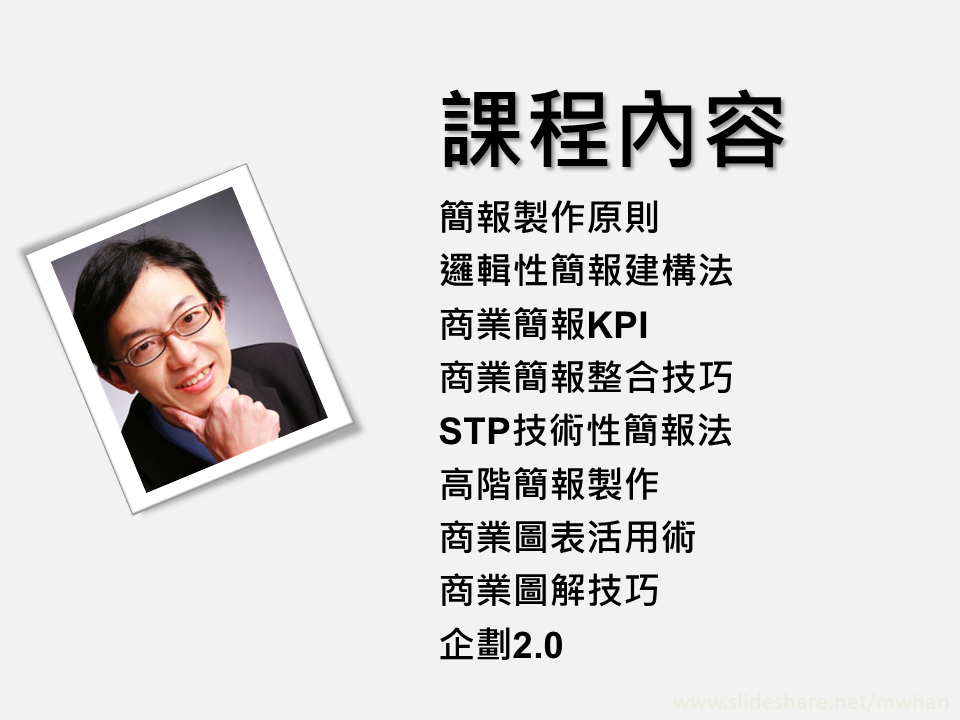 課程內容
簡報製作原則
邏輯性簡報建構法
商業簡報KPI
商業簡報整合技巧
STP技術性簡報法
高階簡報製作
商業圖表活用術
商業圖解技巧
企劃2.0
www.slideshare.net/mwhan